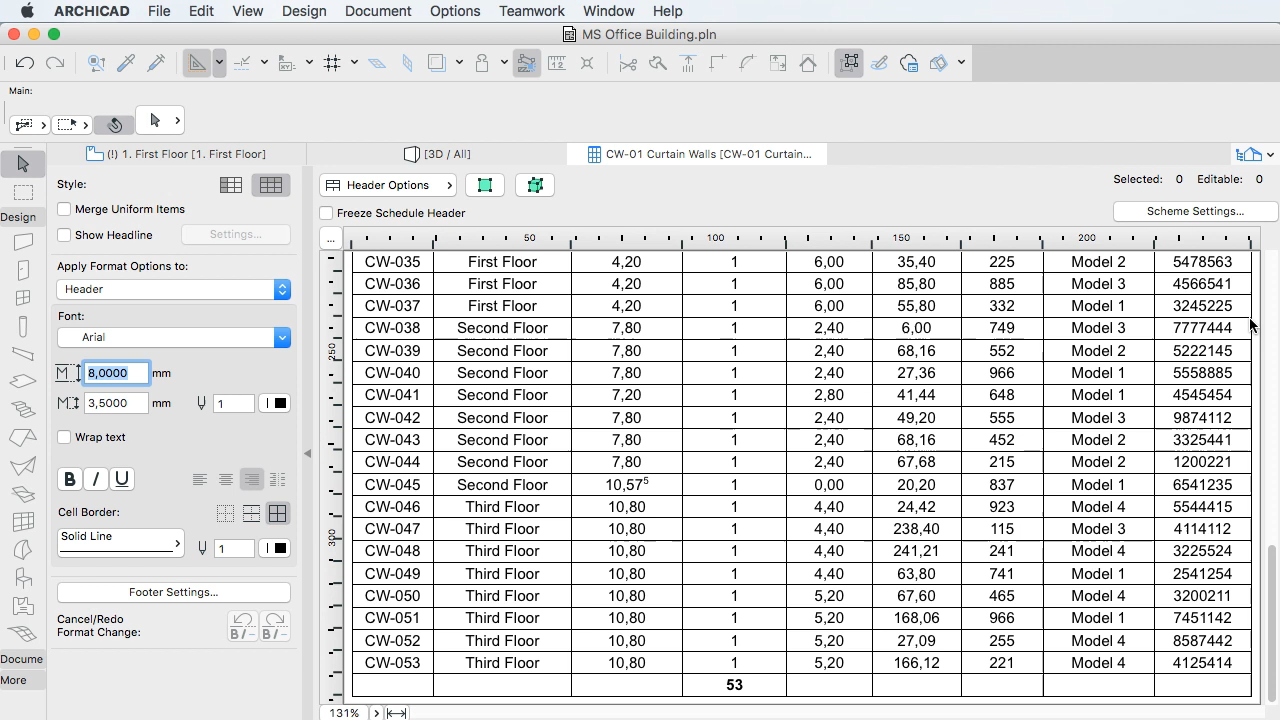 ARCHICAD File Edit View Design Document Options Teamwork Window Help
MS Office Building.pln
Main:
(!) 1. First Floor [1. First Floor]
[3D / All]
CW-01 Curtain Walls [CW-01 Curtain...
Style:
Header Options
Selected: 0 Editable: 0
Merge Uniform Items
Freeze Schedule Header
Scheme Settings...
Design
Show Headline
Settings...
... 50 100 150 200
Apply Format Options to:
Header
Font:
Arial
8,0000 mm
3,5000 mm
1
Wrap text
B I U
Cell Border:
Solid Line
1
Footer Settings...
Cancel/Redo
Format Change:
B/– B/–
Docume
More
250
300
CW-035 First Floor 4,20 1 6,00 35,40 225 Model 2 5478563
CW-036 First Floor 4,20 1 6,00 85,80 885 Model 3 4566541
CW-037 First Floor 4,20 1 6,00 55,80 332 Model 1 3245225
CW-038 Second Floor 7,80 1 2,40 6,00 749 Model 3 7777444
CW-039 Second Floor 7,80 1 2,40 68,16 552 Model 2 5222145
CW-040 Second Floor 7,80 1 2,40 27,36 966 Model 1 5558885
CW-041 Second Floor 7,20 1 2,80 41,44 648 Model 1 4545454
CW-042 Second Floor 7,80 1 2,40 49,20 555 Model 3 9874112
CW-043 Second Floor 7,80 1 2,40 68,16 452 Model 2 3325441
CW-044 Second Floor 7,80 1 2,40 67,68 215 Model 2 1200221
CW-045 Second Floor 10,57⁵ 1 0,00 20,20 837 Model 1 6541235
CW-046 Third Floor 10,80 1 4,40 24,42 923 Model 4 5544415
CW-047 Third Floor 10,80 1 4,40 238,40 115 Model 3 4114112
CW-048 Third Floor 10,80 1 4,40 241,21 241 Model 4 3225524
CW-049 Third Floor 10,80 1 4,40 63,80 741 Model 1 2541254
CW-050 Third Floor 10,80 1 5,20 67,60 465 Model 4 3200211
CW-051 Third Floor 10,80 1 5,20 168,06 966 Model 1 7451142
CW-052 Third Floor 10,80 1 5,20 27,09 255 Model 4 8587442
CW-053 Third Floor 10,80 1 5,20 166,12 221 Model 4 4125414
53
131%